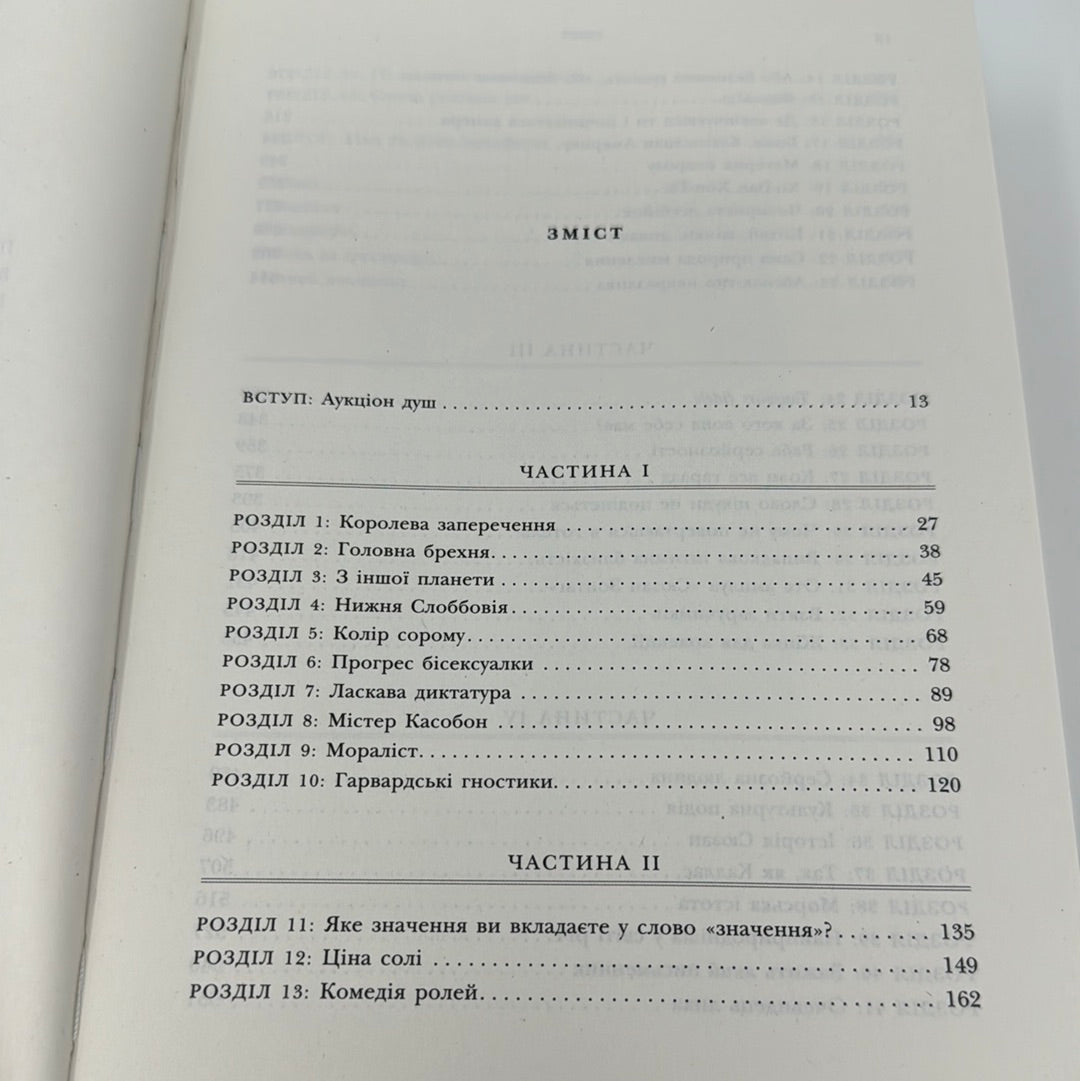 ЗМІСТ
ВСТУП: Аукціон душ 13
ЧАСТИНА I
РОЗДІЛ 1: Королева заперечення 27
РОЗДІЛ 2: Головна брехня 38
РОЗДІЛ 3: З іншої планети 45
РОЗДІЛ 4: Нижня Слоббовія 59
РОЗДІЛ 5: Колір сорому 68
РОЗДІЛ 6: Прогрес бісексуалки 78
РОЗДІЛ 7: Ласкава диктатура 89
РОЗДІЛ 8: Містер Касобон 98
РОЗДІЛ 9: Мораліст 110
РОЗДІЛ 10: Гарвардські гностики 120
ЧАСТИНА II
РОЗДІЛ 11: Яке значення ви вкладаєте у слово «значення»? 135
РОЗДІЛ 12: Ціна солі 149
РОЗДІЛ 13: Комедія ролей 162